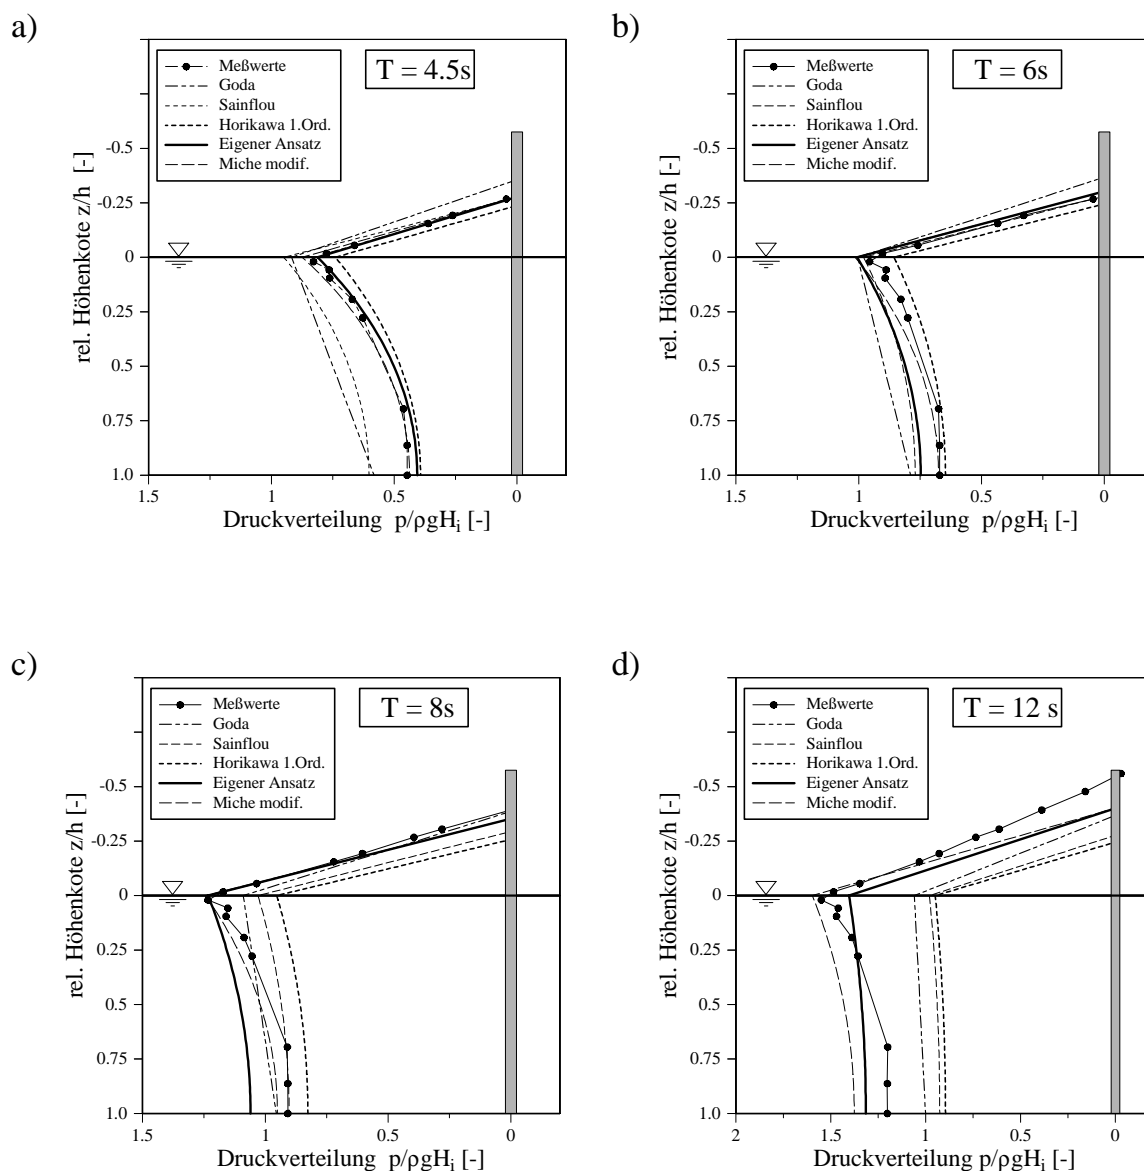 a)
T = 4.5s
Meßwerte
Goda
Sainflou
Horikawa 1.Ord.
Eigener Ansatz
Miche modif.
rel. Höhenkote z/h [-]
-0.5
-0.25
0
0.25
0.5
0.75
1.0
1.5
1
0.5
0
Druckverteilung p/ρgHi [-]
b)
T = 6s
Meßwerte
Goda
Sainflou
Horikawa 1.Ord.
Eigener Ansatz
Miche modif.
rel. Höhenkote z/h [-]
-0.5
-0.25
0
0.25
0.5
0.75
1.0
1.5
1
0.5
0
Druckverteilung p/ρgHi [-]
c)
T = 8s
Meßwerte
Goda
Sainflou
Horikawa 1.Ord.
Eigener Ansatz
Miche modif.
rel. Höhenkote z/h [-]
-0.5
-0.25
0
0.25
0.5
0.75
1.0
1.5
1
0.5
0
Druckverteilung p/ρgHi [-]
d)
T = 12 s
Meßwerte
Goda
Sainflou
Horikawa 1.Ord.
Eigener Ansatz
Miche modif.
rel. Höhenkote z/h [-]
-0.5
-0.25
0
0.25
0.5
0.75
1.0
2
1.5
1
0.5
0
Druckverteilung p/ρgHi [-]